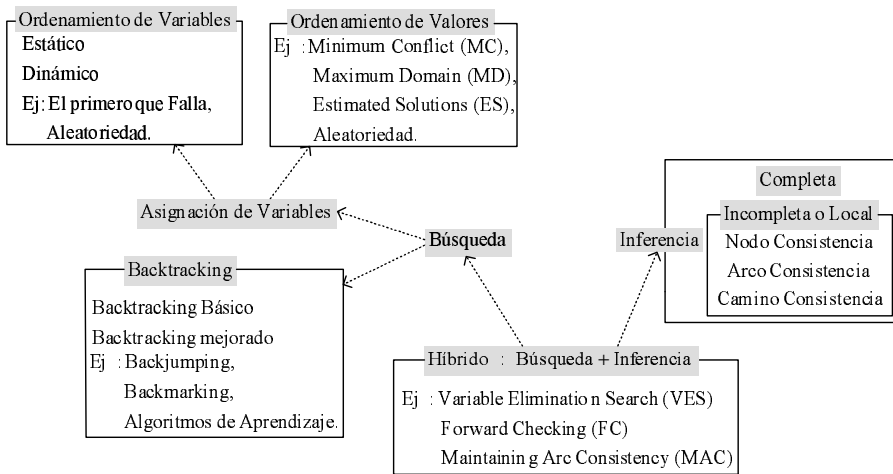 Ordenamiento de Variables
Estático
Dinámico
Ej: El primero que Falla,
Aleatoriedad.
Ordenamiento de Valores
Ej : Minimum Conflict (MC),
Maximum Domain (MD),
Estimated Solutions (ES),
Aleatoriedad.
Asignación de Variables
Búsqueda
Inferencia
Completa
Incompleta o Local
Nodo Consistencia
Arco Consistencia
Camino Consistencia
Backtracking
Backtracking Básico
Backtracking mejorado
Ej : Backjumping,
Backmarking,
Algoritmos de Aprendizaje.
Híbrido : Búsqueda + Inferencia
Ej : Variable Elimination Search (VES)
Forward Checking (FC)
Maintaining Arc Consistency (MAC)